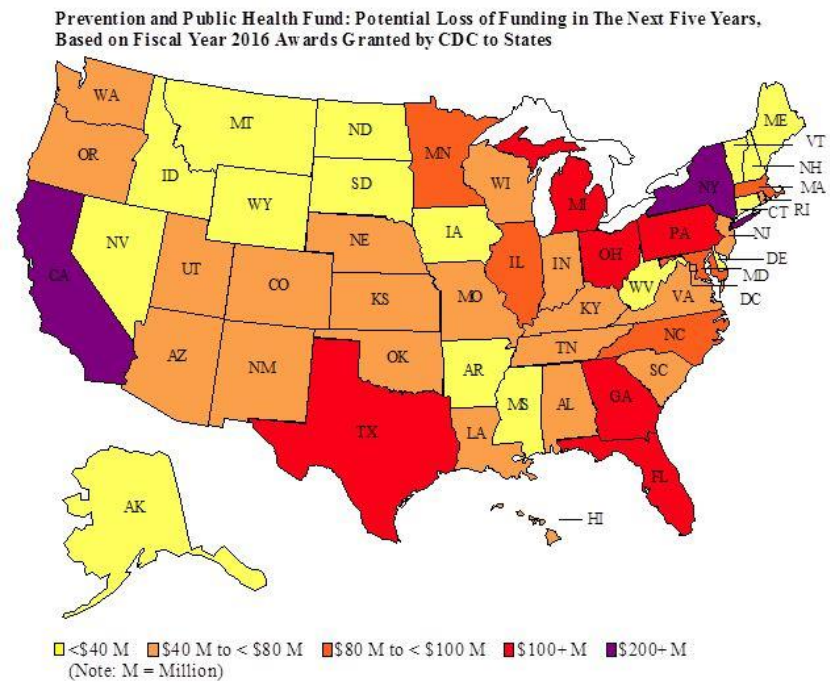 Prevention and Public Health Fund: Potential Loss of Funding in The Next Five Years,
Based on Fiscal Year 2016 Awards Granted by CDC to States
WA
MT
ND
MN
ME
VT
OR
ID
SD
WI
MI
NY
NH
MA
WY
CT RI
NV
IA
PA
NJ
NE
OH
DE
UT
IL
IN
MD
CA
CO
WV
VA
DC
KS
MO
KY
NC
AZ
NM
OK
TN
AR
SC
MS
AL
GA
TX
LA
FL
AK
HI
<$40 M $40 M to < $80 M $80 M to < $100 M $100+ M $200+ M
(Note: M = Million)